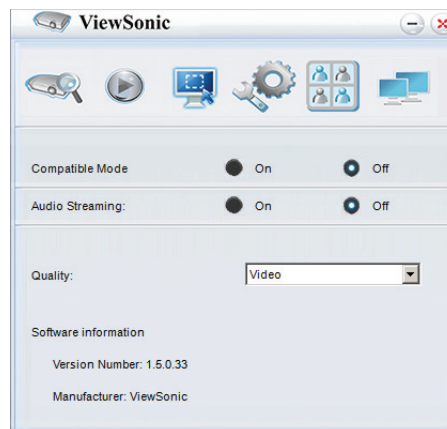 ViewSonic
Compatible Mode On Off
Audio Streaming: On Off
Quality: Video
Software information
Version Number: 1.5.0.33
Manufacturer: ViewSonic